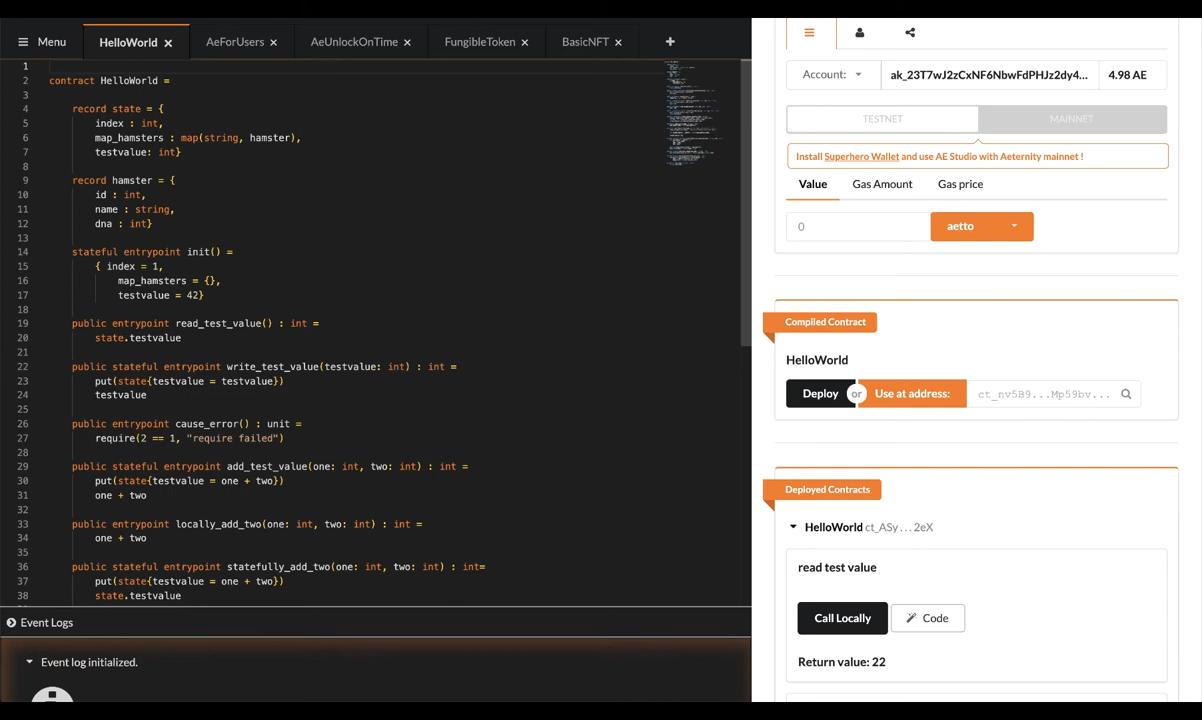 Menu
HelloWorld
AeForUsers
AeUnlockOnTime
FungibleToken
BasicNFT
1
2 contract HelloWorld =
3
4 record state = {
5 index : int,
6 map_hamsters : map(string, hamster),
7 testvalue: int}
8
9 record hamster = {
10 id : int,
11 name : string,
12 dna : int}
13
14 stateful entrypoint init() =
15 { index = 1,
16 map_hamsters = {},
17 testvalue = 42}
18
19 public entrypoint read_test_value() : int =
20 state.testvalue
21
22 public stateful entrypoint write_test_value(testvalue: int) : int =
23 put(state{testvalue = testvalue})
24 testvalue
25
26 public entrypoint cause_error() : unit =
27 require(2 == 1, "require failed")
28
29 public stateful entrypoint add_test_value(one: int, two: int) : int =
30 put(state{testvalue = one + two})
31 one + two
32
33 public entrypoint locally_add_two(one: int, two: int) : int =
34 one + two
35
36 public stateful entrypoint statefully_add_two(one: int, two: int) : int=
37 put(state{testvalue = one + two})
38 state.testvalue
Event Logs
Event log initialized.
Account:
ak_23T7wJ2zCxNF6NbwFdPHJz2dy4...
4.98 AE
TESTNET
MAINNET
Install Superhero Wallet and use AE Studio with Aeternity mainnet !
Value
Gas Amount
Gas price
0
aetto
Compiled Contract
HelloWorld
Deploy
or
Use at address:
ct_nv5B9...Mp59bv...
Deployed Contracts
HelloWorld ct_ASy . . . 2eX
read test value
Call Locally
Code
Return value: 22